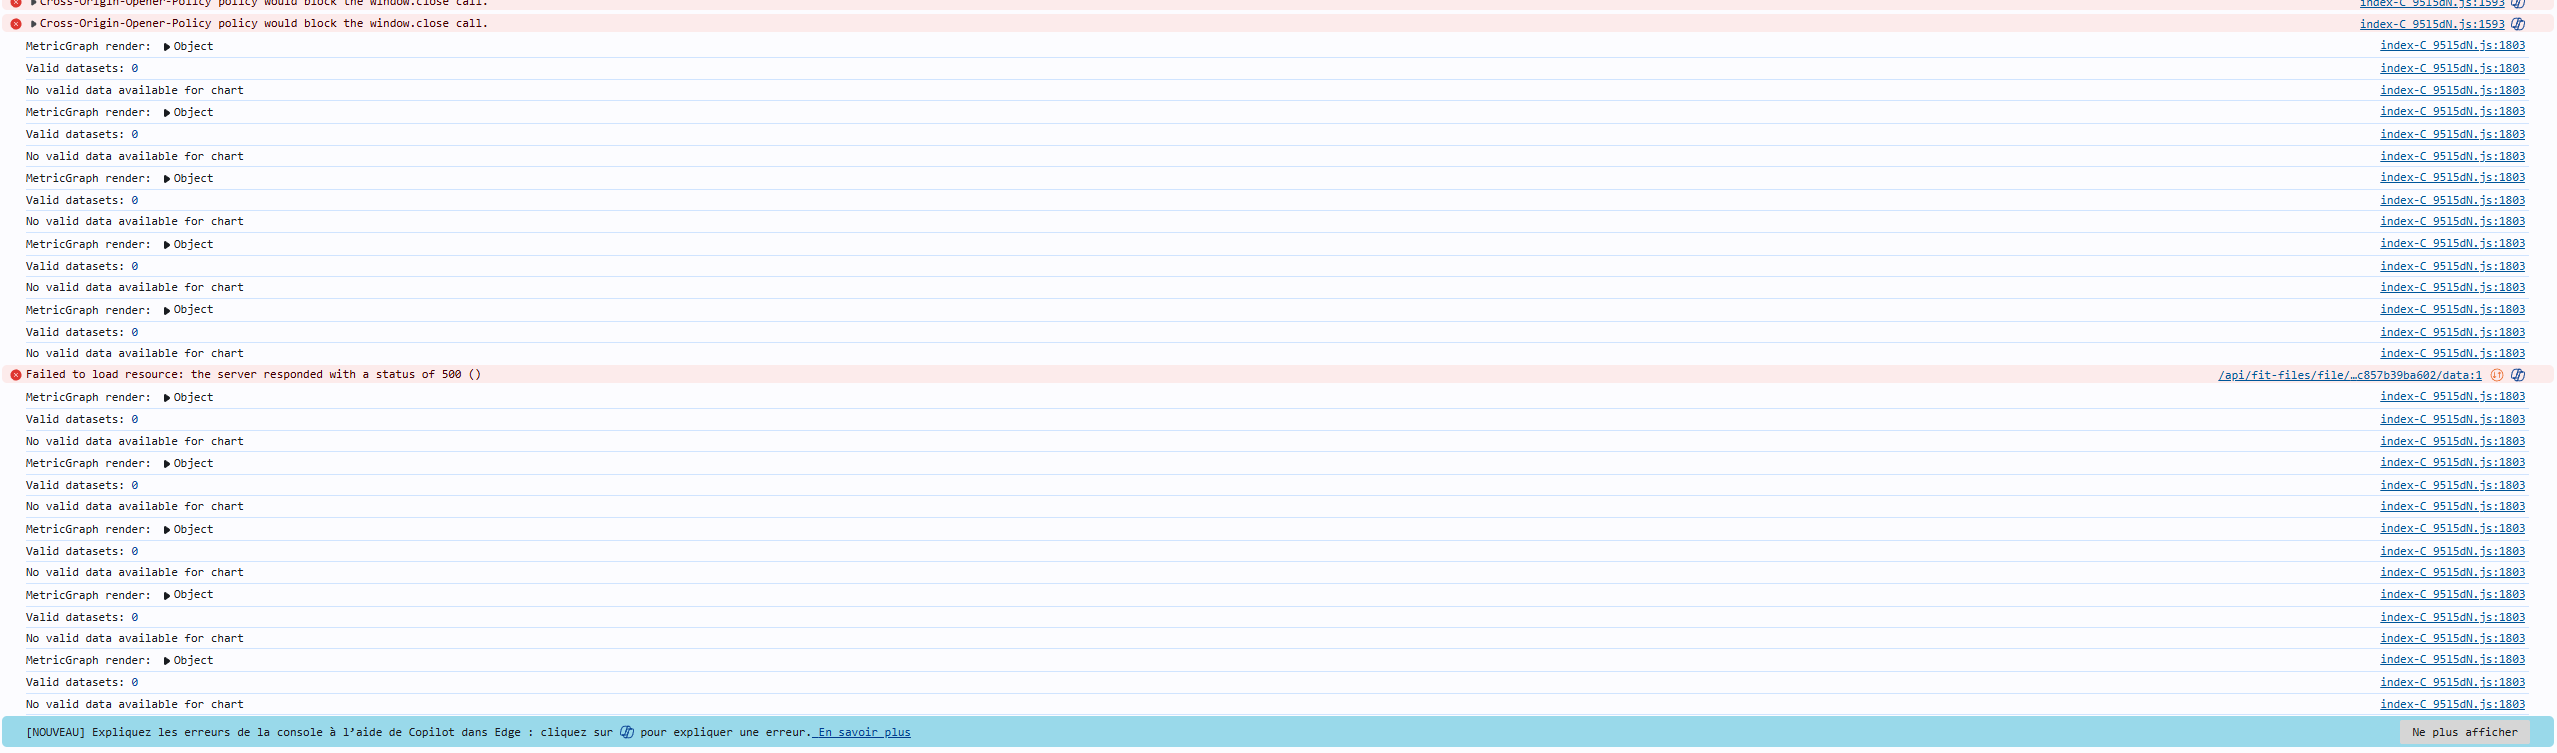 Cross-Origin-Opener-Policy policy would block the window.close call. index-C_9515dN.js:1593
Cross-Origin-Opener-Policy policy would block the window.close call. index-C_9515dN.js:1593
MetricGraph render: Object index-C_9515dN.js:1803
Valid datasets: 0 index-C_9515dN.js:1803
No valid data available for chart index-C_9515dN.js:1803
MetricGraph render: Object index-C_9515dN.js:1803
Valid datasets: 0 index-C_9515dN.js:1803
No valid data available for chart index-C_9515dN.js:1803
MetricGraph render: Object index-C_9515dN.js:1803
Valid datasets: 0 index-C_9515dN.js:1803
No valid data available for chart index-C_9515dN.js:1803
MetricGraph render: Object index-C_9515dN.js:1803
Valid datasets: 0 index-C_9515dN.js:1803
No valid data available for chart index-C_9515dN.js:1803
MetricGraph render: Object index-C_9515dN.js:1803
Valid datasets: 0 index-C_9515dN.js:1803
No valid data available for chart index-C_9515dN.js:1803
Failed to load resource: the server responded with a status of 500 () /api/fit-files/file/…c857b39ba602/data:1
MetricGraph render: Object index-C_9515dN.js:1803
Valid datasets: 0 index-C_9515dN.js:1803
No valid data available for chart index-C_9515dN.js:1803
MetricGraph render: Object index-C_9515dN.js:1803
Valid datasets: 0 index-C_9515dN.js:1803
No valid data available for chart index-C_9515dN.js:1803
MetricGraph render: Object index-C_9515dN.js:1803
Valid datasets: 0 index-C_9515dN.js:1803
No valid data available for chart index-C_9515dN.js:1803
MetricGraph render: Object index-C_9515dN.js:1803
Valid datasets: 0 index-C_9515dN.js:1803
No valid data available for chart index-C_9515dN.js:1803
MetricGraph render: Object index-C_9515dN.js:1803
Valid datasets: 0 index-C_9515dN.js:1803
No valid data available for chart index-C_9515dN.js:1803
[NOUVEAU] Expliquez les erreurs de la console à l’aide de Copilot dans Edge : cliquez sur pour expliquer une erreur. En savoir plus Ne plus afficher